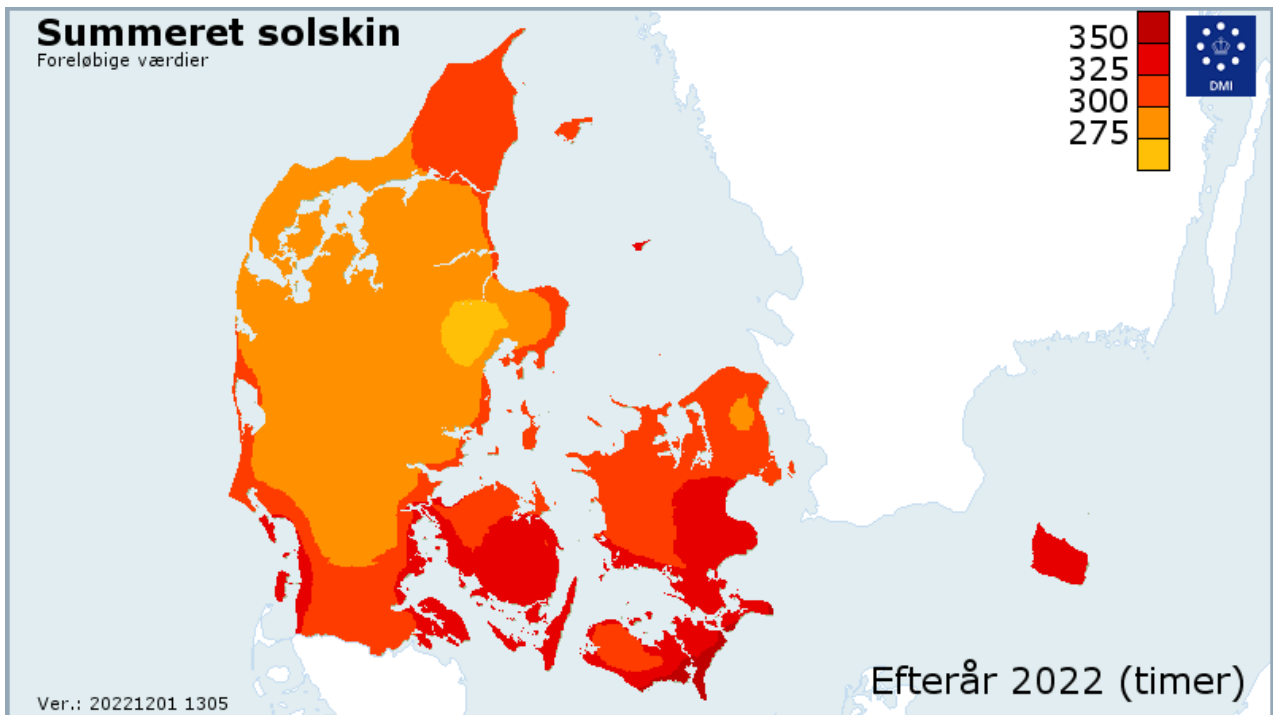 Summeret solskin
Foreløbige værdier
350
325
300
275
DMI
Efterår 2022 (timer)
Ver.: 20221201 1305